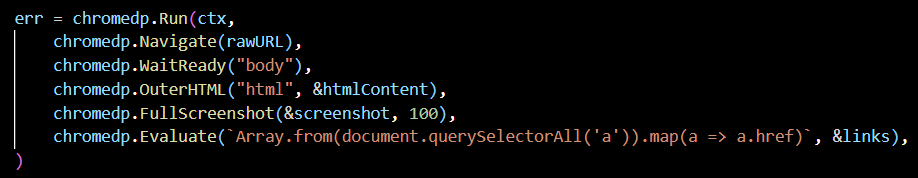 err = chromedp.Run(ctx,
    chromedp.Navigate(rawURL),
    chromedp.WaitReady("body"),
    chromedp.OuterHTML("html", &htmlContent),
    chromedp.FullScreenshot(&screenshot, 100),
    chromedp.Evaluate(`Array.from(document.querySelectorAll('a')).map(a => a.href)`, &links),
)